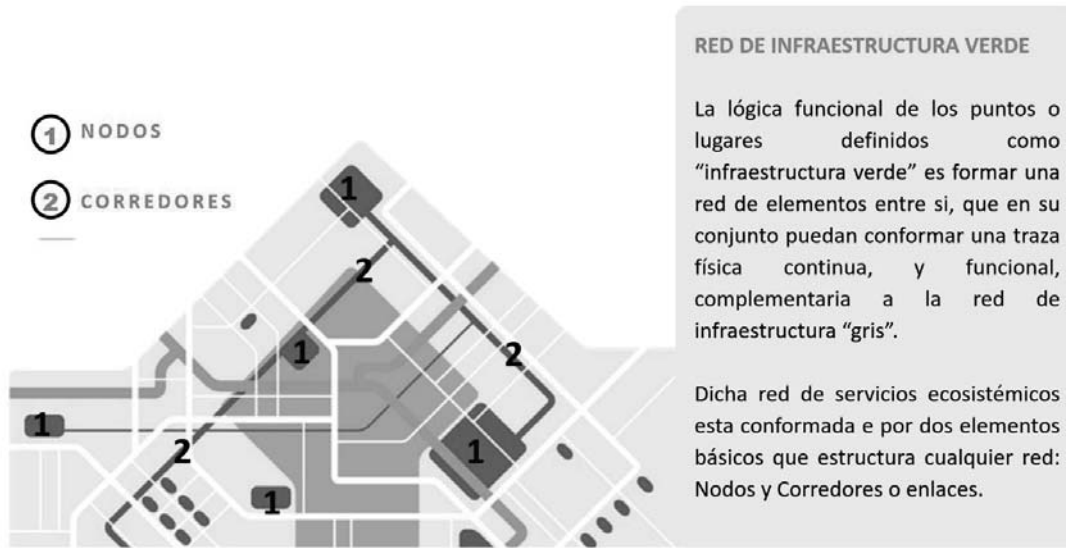 1 NODOS
2 CORREDORES
1
2
1
2
1
2
1
1
RED DE INFRAESTRUCTURA VERDE
La lógica funcional de los puntos o
lugares definidos como
“infraestructura verde” es formar una
red de elementos entre si, que en su
conjunto puedan conformar una traza
física continua, y funcional,
complementaria a la red de
infraestructura “gris”.
Dicha red de servicios ecosistémicos
esta conformada e por dos elementos
básicos que estructura cualquier red:
Nodos y Corredores o enlaces.